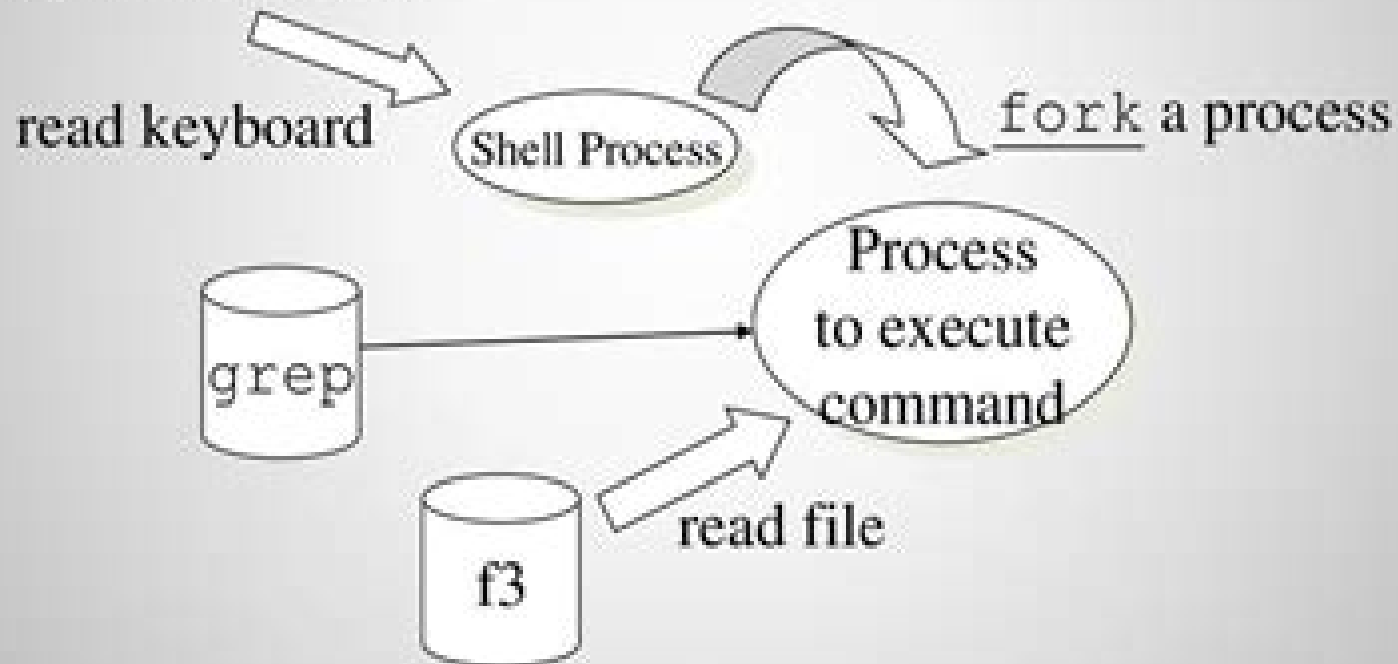 read keyboard
Shell Process
fork a process
Process
to execute
command
grep
read file
f3